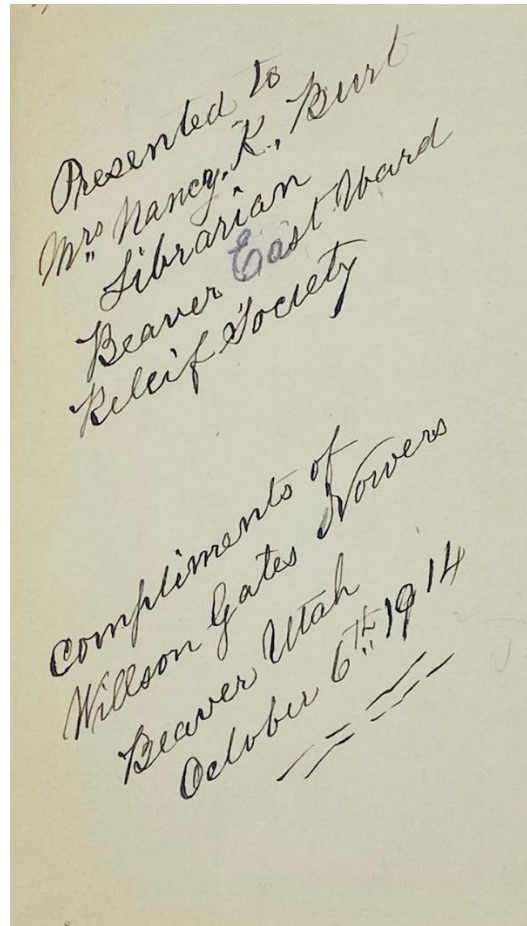 Presented to
Mrs Nancy. K. Burt
Librarian
Beaver East Ward
Releif Society
Compliments of
Willson Gates Nowers
Beaver Utah
October 6th 1914